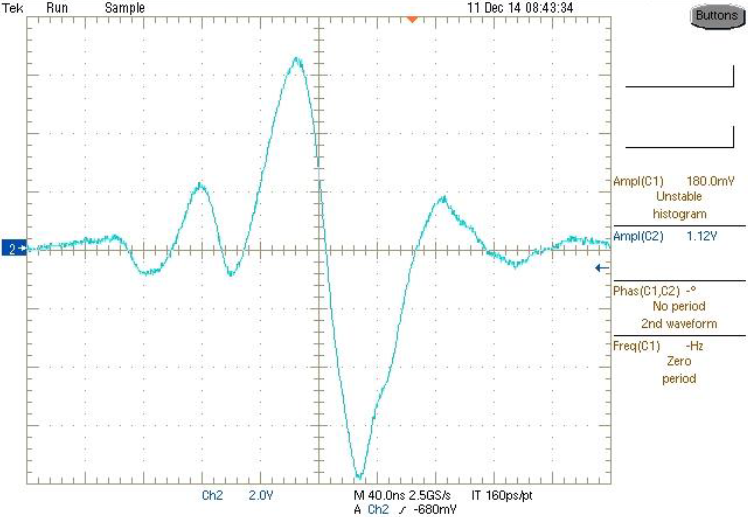 Tek Run Sample 11 Dec 14 08:43:34
Buttons
2
Ampl(C1) 180.0mV
Unstable
histogram
Ampl(C2) 1.12V
Phas(C1,C2) -°
No period
2nd waveform
Freq(C1) -Hz
Zero
period
Ch2 2.0V M 40.0ns 2.5GS/s IT 160ps/pt
A Ch2 ∕ -680mV